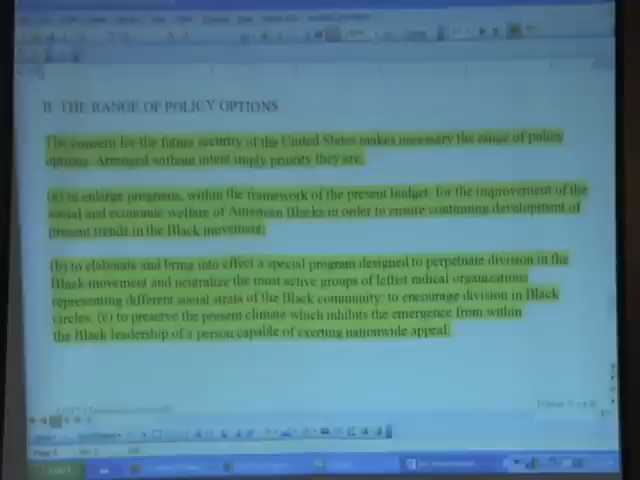 II. THE RANGE OF POLICY OPTIONS
The concern for the future security of the United States makes necessary the range of policy
options. Arranged without intent imply priority they are:
(a) to enlarge programs, within the framework of the present budget, for the improvement of the
social and economic welfare of American Blacks in order to ensure continuing development of
present trends in the Black movement;
(b) to elaborate and bring into effect a special program designed to perpetuate division in the
Black movement and neutralize the most active groups of leftist radical organizations
representing different social strata of the Black community: to encourage division in Black
circles; (c) to preserve the present climate which inhibits the emergence from within
the Black leadership of a person capable of exerting nationwide appeal;